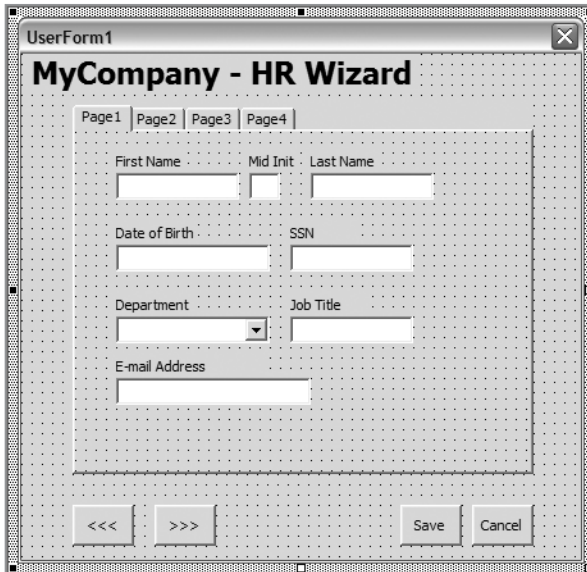 UserForm1
MyCompany - HR Wizard
Page1 Page2 Page3 Page4
First Name Mid Init Last Name
Date of Birth SSN
Department Job Title
E-mail Address
<<< >>> Save Cancel